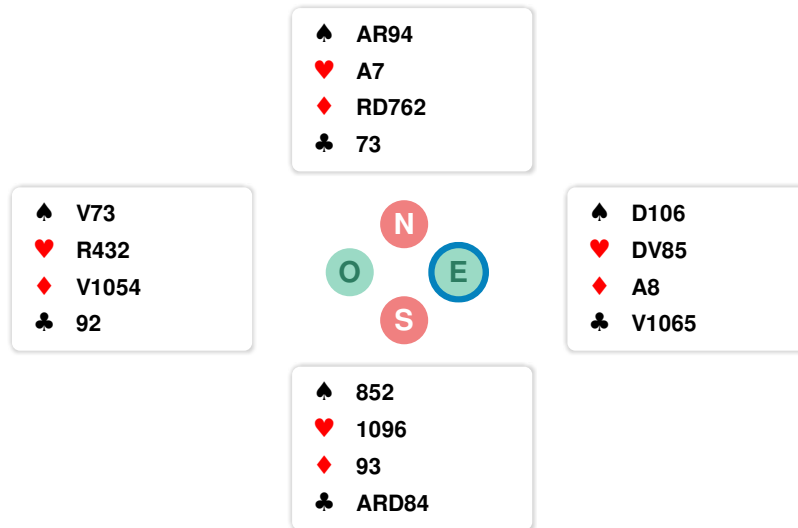 ♠ AR94
♥ A7
♦ RD762
♣ 73
♠ V73
♥ R432
♦ V1054
♣ 92
N
O E
S
♠ D106
♥ DV85
♦ A8
♣ V1065
♠ 852
♥ 1096
♦ 93
♣ ARD84